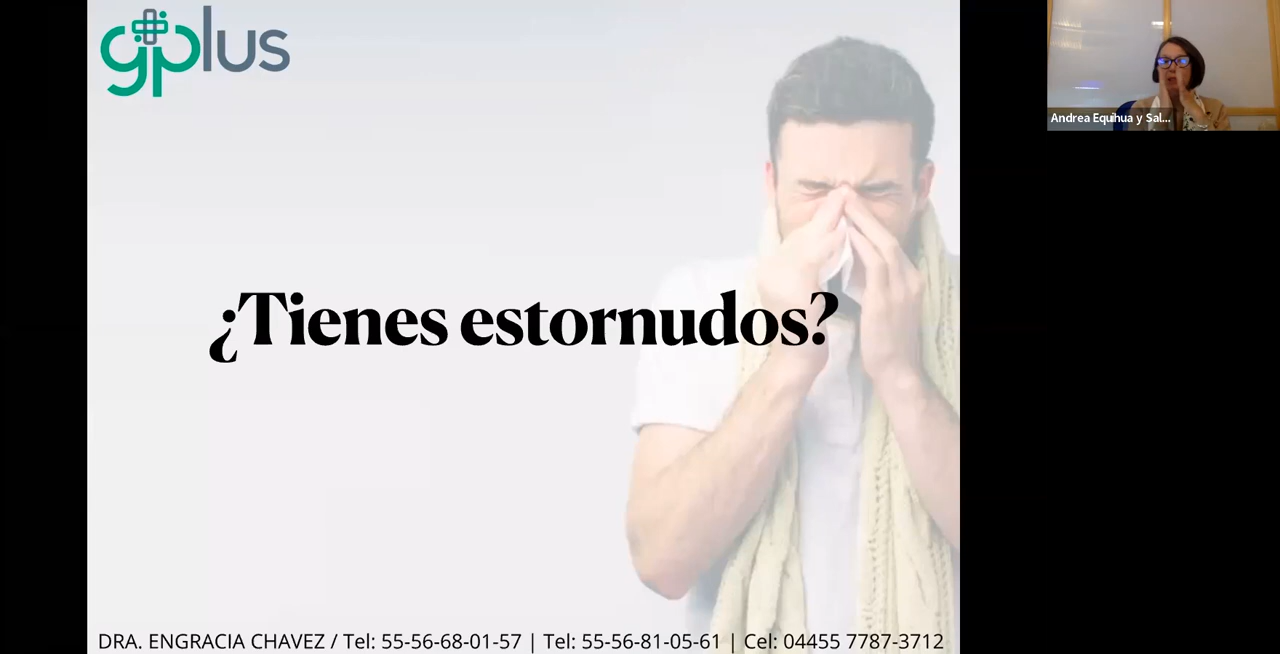 gplus
Andrea Equihua y Sal...
¿Tienes estornudos?
DRA. ENGRACIA CHAVEZ / Tel: 55-56-68-01-57 | Tel: 55-56-81-05-61 | Cel: 04455 7787-3712